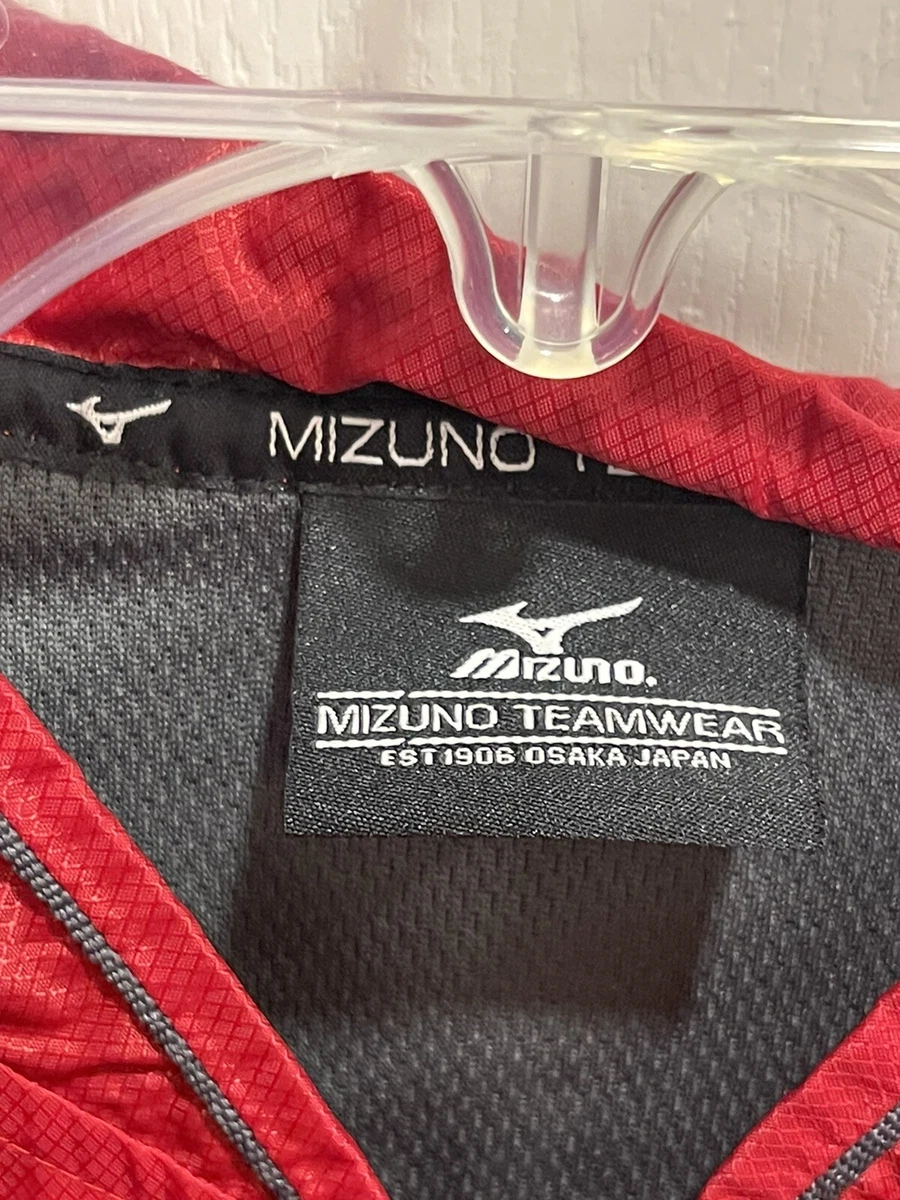 MIZUNO
MIZUNO.
MIZUNO TEAMWEAR
EST 1906 OSAKA JAPAN